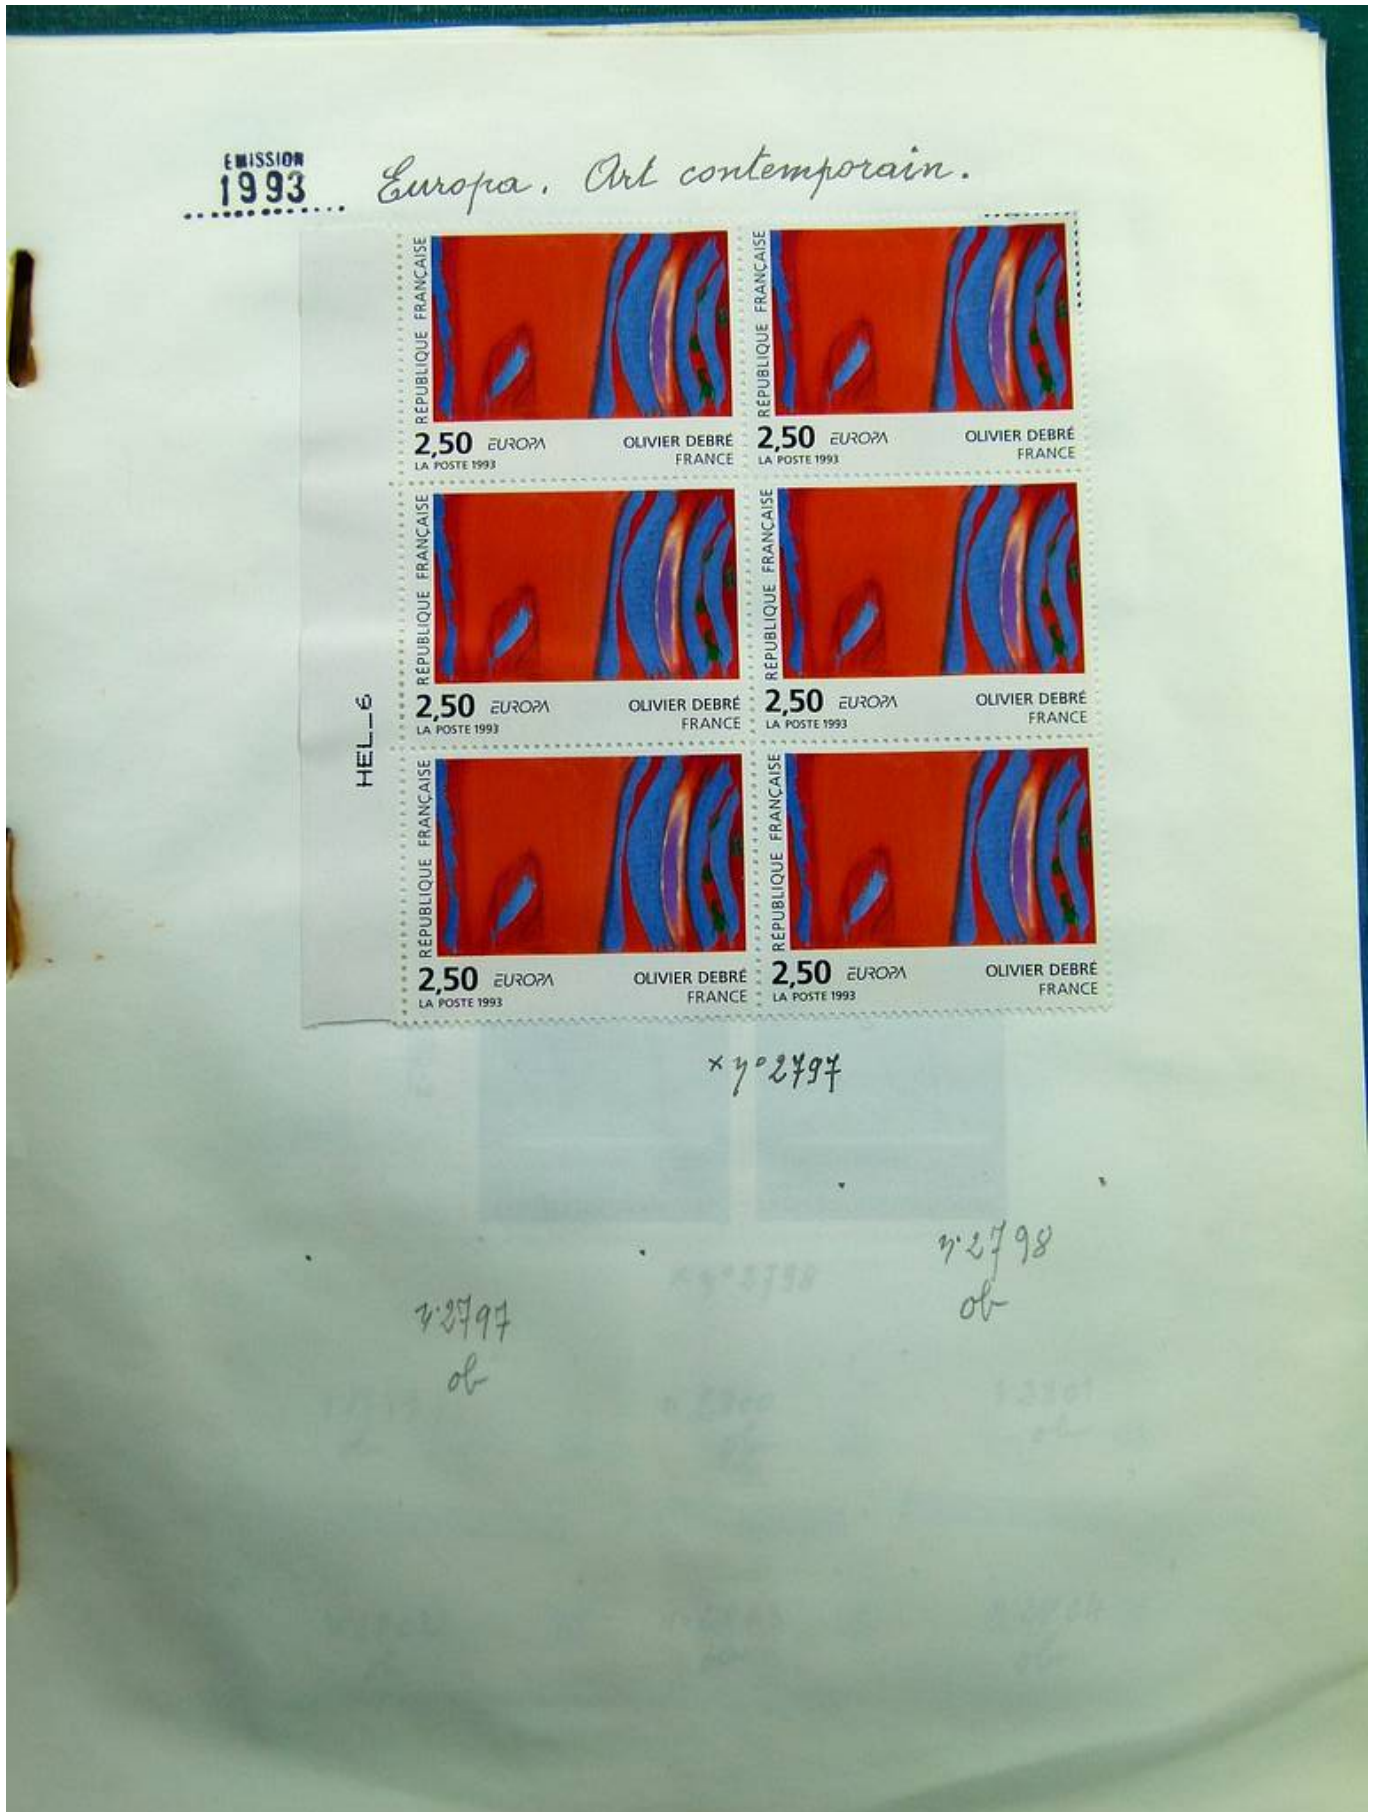 EMISSION
1993
Europa. Art contemporain.
RÉPUBLIQUE FRANÇAISE
2,50 EUROPA OLIVIER DEBRÉ
LA POSTE 1993 FRANCE
RÉPUBLIQUE FRANÇAISE
2,50 EUROPA OLIVIER DEBRÉ
LA POSTE 1993 FRANCE
RÉPUBLIQUE FRANÇAISE
2,50 EUROPA OLIVIER DEBRÉ
LA POSTE 1993 FRANCE
RÉPUBLIQUE FRANÇAISE
2,50 EUROPA OLIVIER DEBRÉ
LA POSTE 1993 FRANCE
HEL_6
RÉPUBLIQUE FRANÇAISE
2,50 EUROPA OLIVIER DEBRÉ
LA POSTE 1993 FRANCE
RÉPUBLIQUE FRANÇAISE
2,50 EUROPA OLIVIER DEBRÉ
LA POSTE 1993 FRANCE
x n° 2797
n° 2798
ob
n° 2797
ob